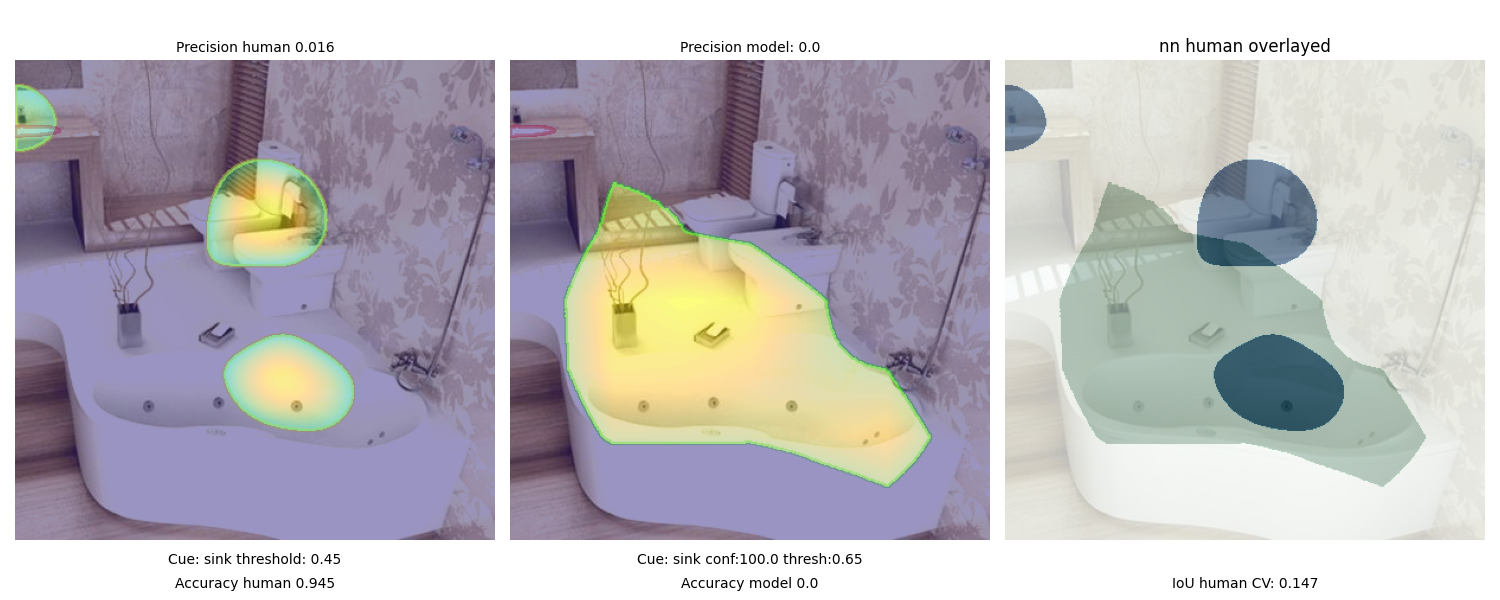 Precision human 0.016
Precision model: 0.0
nn human overlayed
Cue: sink threshold: 0.45
Cue: sink conf:100.0 thresh:0.65
Accuracy human 0.945
Accuracy model 0.0
IoU human CV: 0.147